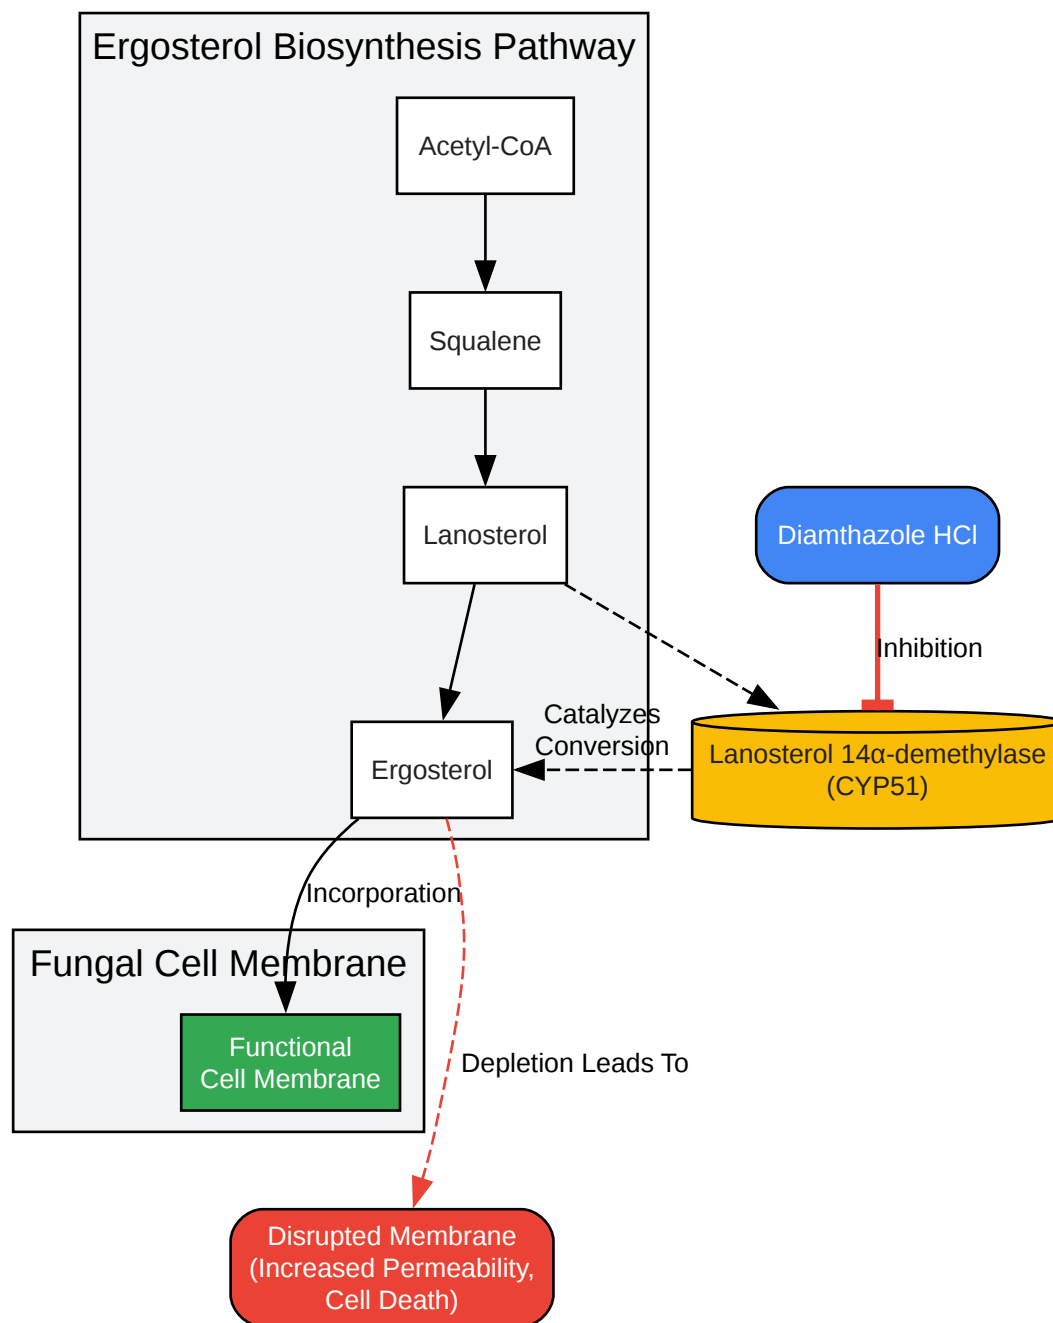 Ergosterol Biosynthesis Pathway
Acetyl-CoA
Squalene
Lanosterol
Diamthazole HCl
Inhibition
Catalyzes
Conversion
Lanosterol 14α-demethylase
(CYP51)
Ergosterol
Incorporation
Fungal Cell Membrane
Functional
Cell Membrane
Depletion Leads To
Disrupted Membrane
(Increased Permeability,
Cell Death)